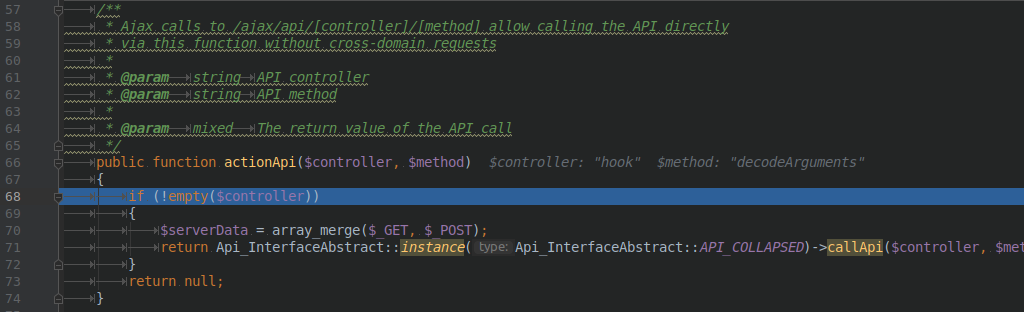 57 /**
58 * Ajax calls to /ajax/api/[controller]/[method] allow calling the API directly
59 * via this function without cross-domain requests
60 *
61 * @param string API controller
62 * @param string API method
63 *
64 * @param mixed The return value of the API call
65 */
66 public function actionApi($controller, $method) $controller: "hook" $method: "decodeArguments"
67 {
68 if (!empty($controller))
69 {
70 $serverData = array_merge($_GET, $_POST);
71 return Api_InterfaceAbstract::instance( type: Api_InterfaceAbstract::API_COLLAPSED)->callApi($controller, $met
72 }
73 return null;
74 }